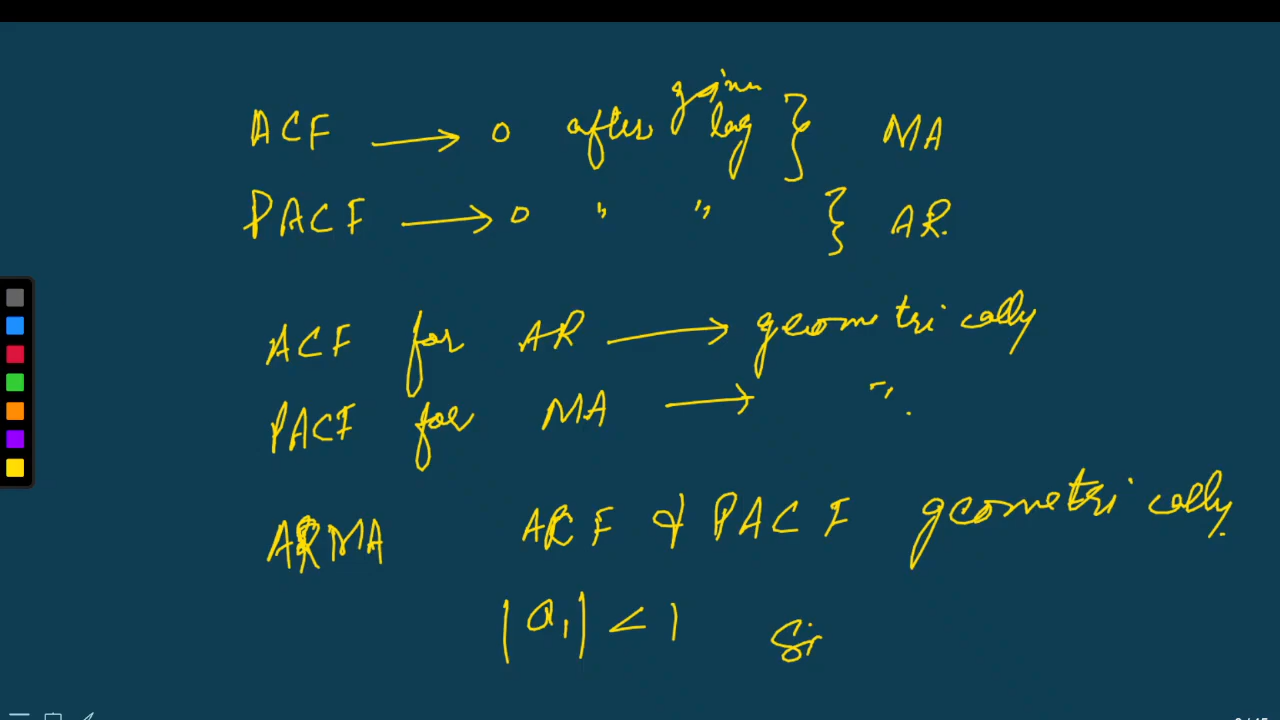 ACF → 0 after given lag } MA
PACF → 0 " " } AR.
ACF for AR → geometrically
PACF for MA → ".
ARMA ACF & PACF geometrically
|a₁| < 1 Si